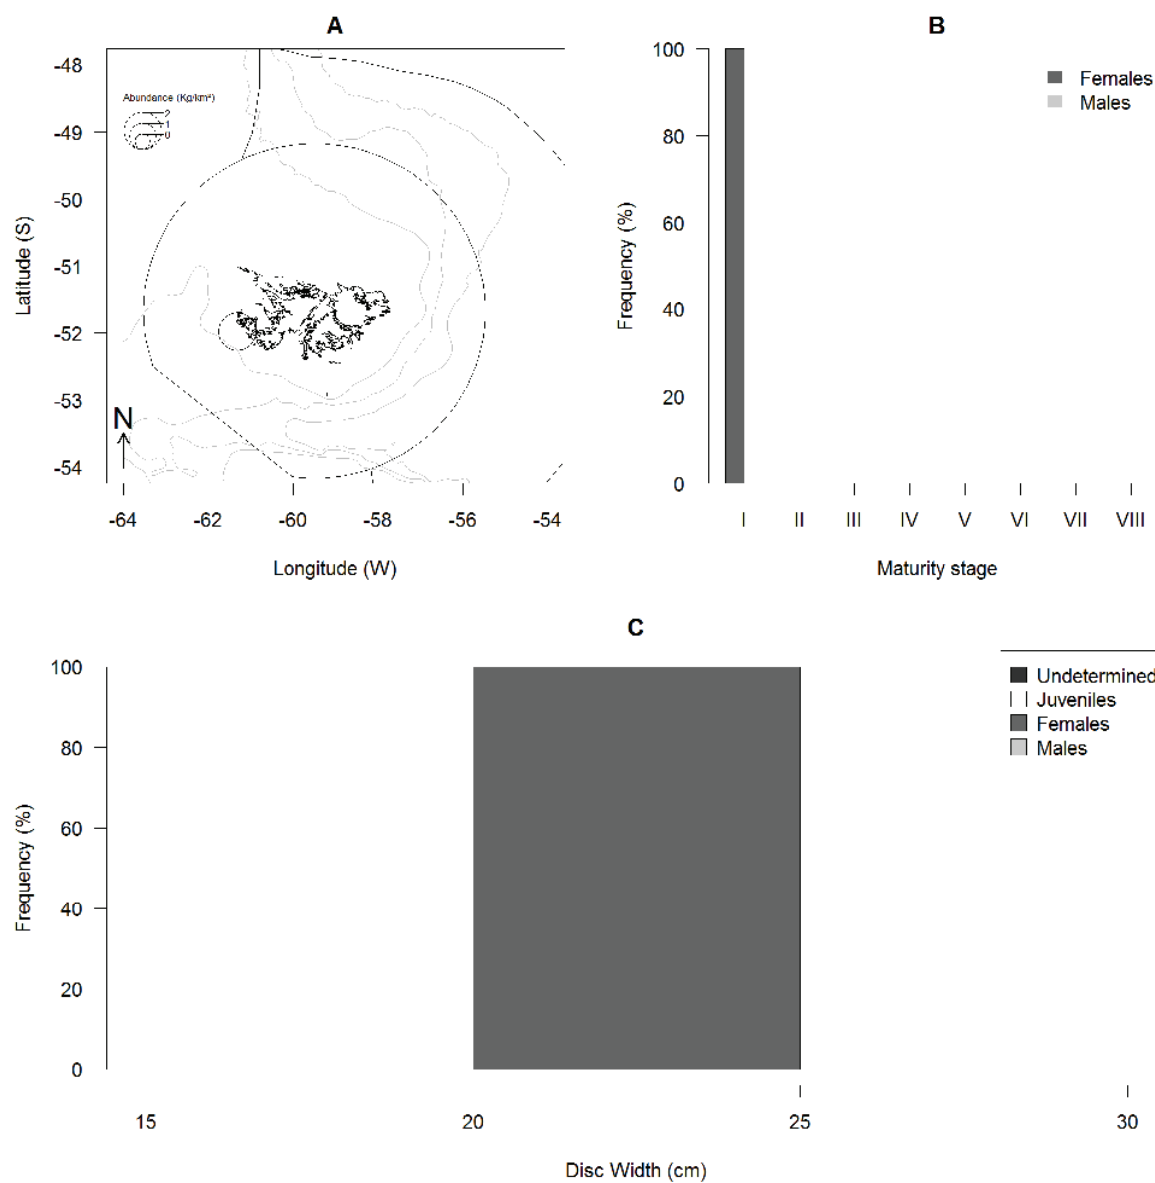 A
Latitude (S)
-48
-49
-50
-51
-52
-53
-54
Abundance (Kg/km²)
2
1
0
N
-64
-62
-60
-58
-56
-54
Longitude (W)
B
Frequency (%)
100
80
60
40
20
0
Females
Males
I
II
III
IV
V
VI
VII
VIII
Maturity stage
C
Frequency (%)
100
80
60
40
20
0
Undetermined
Juveniles
Females
Males
15
20
25
30
Disc Width (cm)